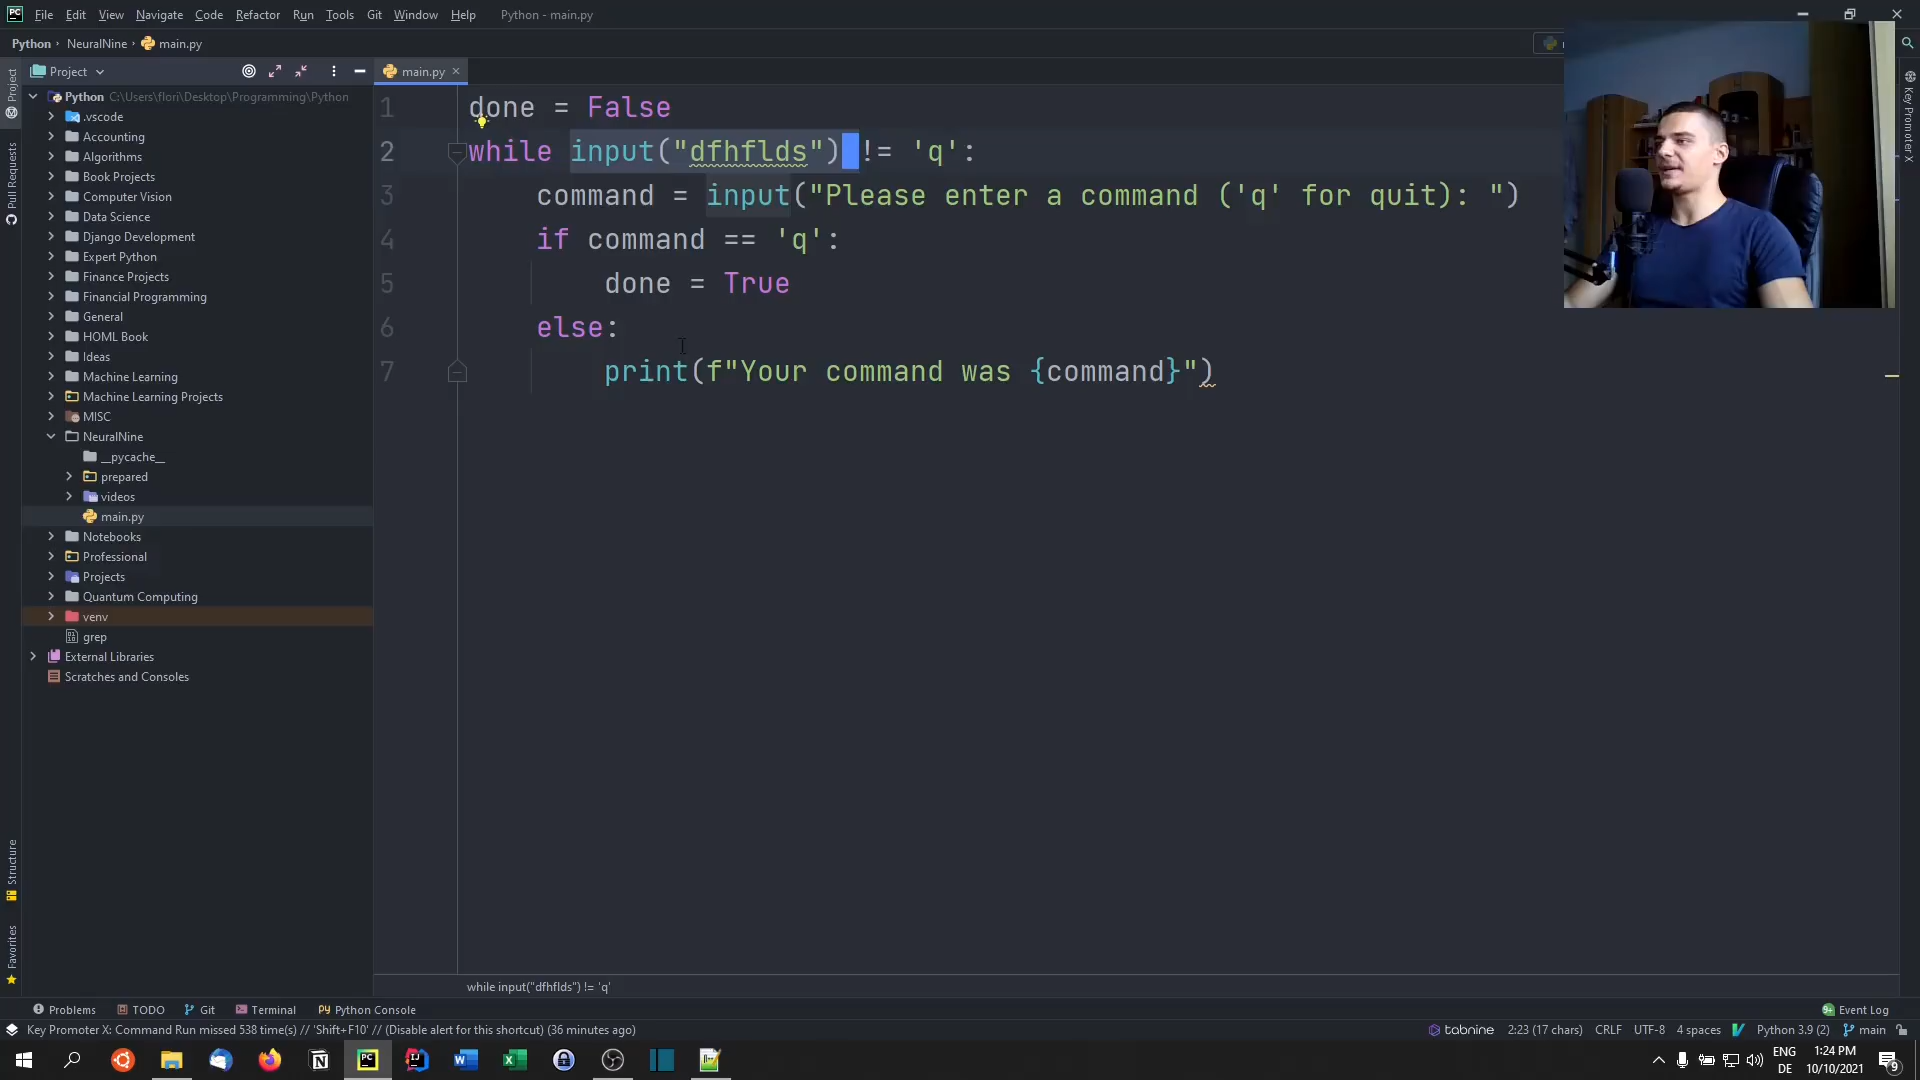 File Edit View Navigate Code Refactor Run Tools Git Window Help Python - main.py
Python NeuralNine main.py
Project main.py
Project
Pull Requests
Structure
Favorites
Key Promoter X
Python C:\Users\flori\Desktop\Programming\Python
.vscode
Accounting
Algorithms
Book Projects
Computer Vision
Data Science
Django Development
Expert Python
Finance Projects
Financial Programming
General
HOML Book
Ideas
Machine Learning
Machine Learning Projects
MISC
NeuralNine
__pycache__
prepared
videos
main.py
Notebooks
Professional
Projects
Quantum Computing
venv
grep
External Libraries
Scratches and Consoles
1 done = False
2 while input("dfhflds") != 'q':
3 command = input("Please enter a command ('q' for quit): ")
4 if command == 'q':
5 done = True
6 else:
7 print(f"Your command was {command}")
while input("dfhflds") != 'q'
Problems TODO Git Terminal Python Console Event Log
Key Promoter X: Command Run missed 538 time(s) // 'Shift+F10' // (Disable alert for this shortcut) (36 minutes ago) tabnine 2:23 (17 chars) CRLF UTF-8 4 spaces Python 3.9 (2) main
ENG 1:24 PM
DE 10/10/2021